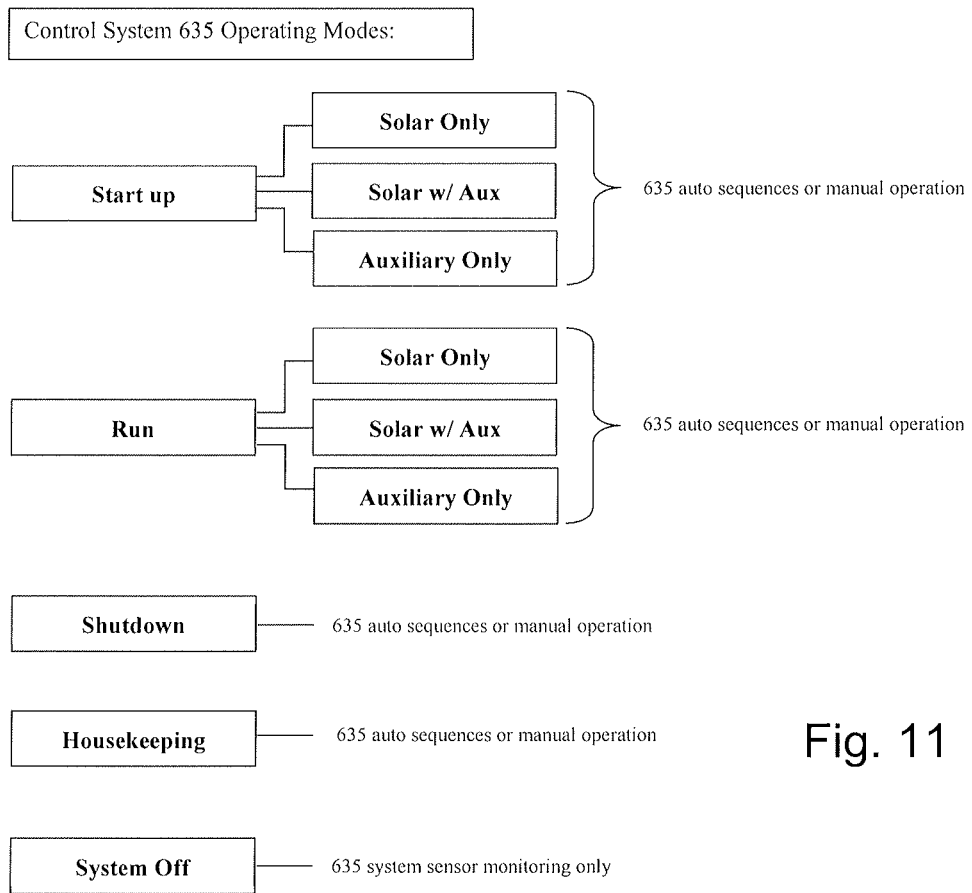 Control System 635 Operating Modes:
Solar Only
Start up
Solar w/ Aux
635 auto sequences or manual operation
Auxiliary Only
Solar Only
Run
Solar w/ Aux
635 auto sequences or manual operation
Auxiliary Only
Shutdown
635 auto sequences or manual operation
Housekeeping
635 auto sequences or manual operation
Fig. 11
System Off
635 system sensor monitoring only